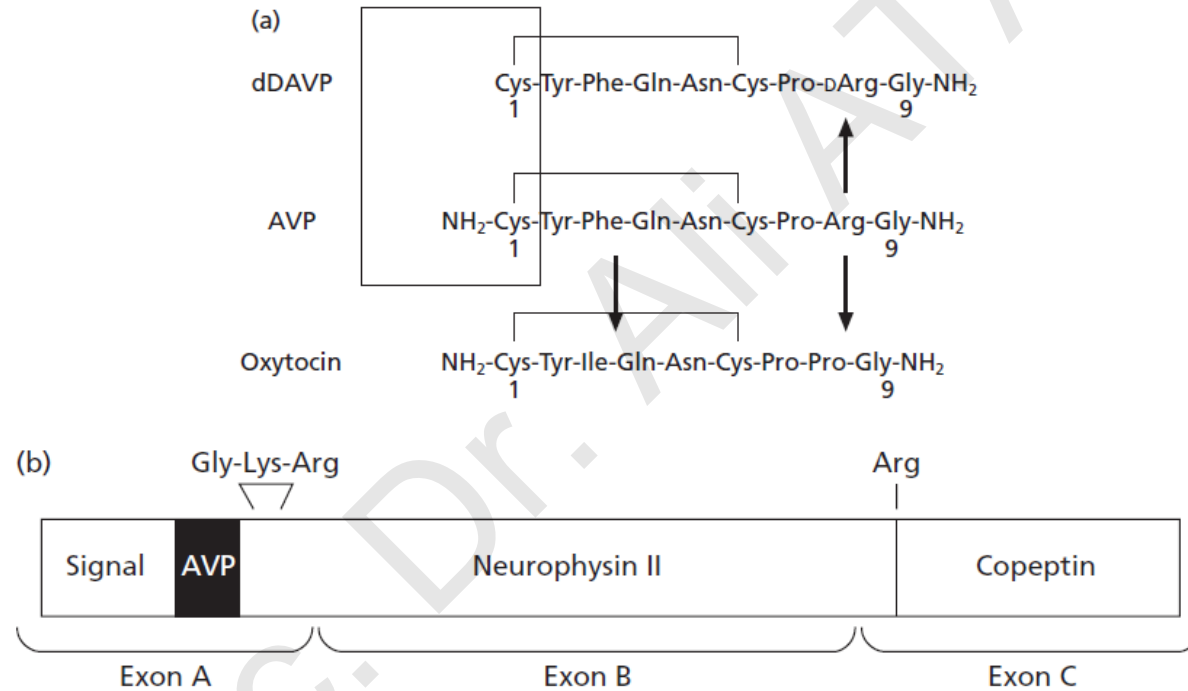 (a)
dDAVP Cys-Tyr-Phe-Gln-Asn-Cys-Pro-DArg-Gly-NH2
1 9
AVP NH2-Cys-Tyr-Phe-Gln-Asn-Cys-Pro-Arg-Gly-NH2
1 9
Oxytocin NH2-Cys-Tyr-Ile-Gln-Asn-Cys-Pro-Pro-Gly-NH2
1 9
(b) Gly-Lys-Arg Arg
Signal AVP Neurophysin II Copeptin
Exon A Exon B Exon C
Dr. Ali